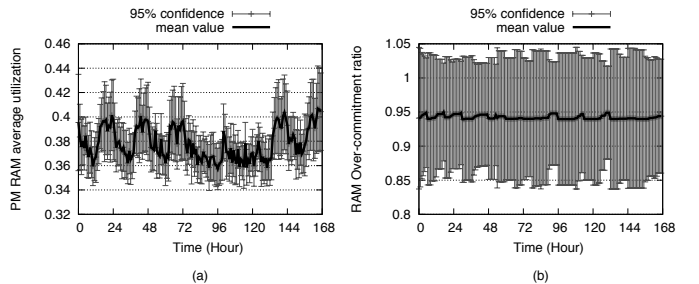 95% confidence
mean value
PM RAM average utilization
0.46
0.44
0.42
0.4
0.38
0.36
0.34
0.32
0 24 48 72 96 120 144 168
Time (Hour)
(a)
95% confidence
mean value
RAM Over-commitment ratio
1.05
1
0.95
0.9
0.85
0.8
0 24 48 72 96 120 144 168
Time (Hour)
(b)